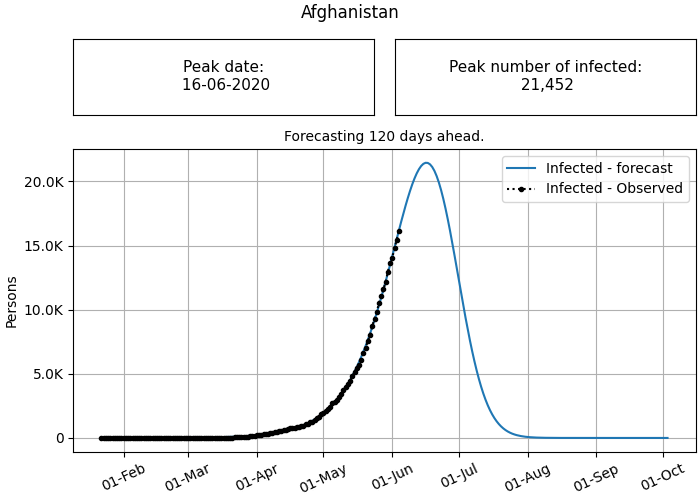 Afghanistan
Peak date:
16-06-2020
Peak number of infected:
21,452
Forecasting 120 days ahead.
Infected - forecast
Infected - Observed
Persons
20.0K
15.0K
10.0K
5.0K
0
01-Feb
01-Mar
01-Apr
01-May
01-Jun
01-Jul
01-Aug
01-Sep
01-Oct